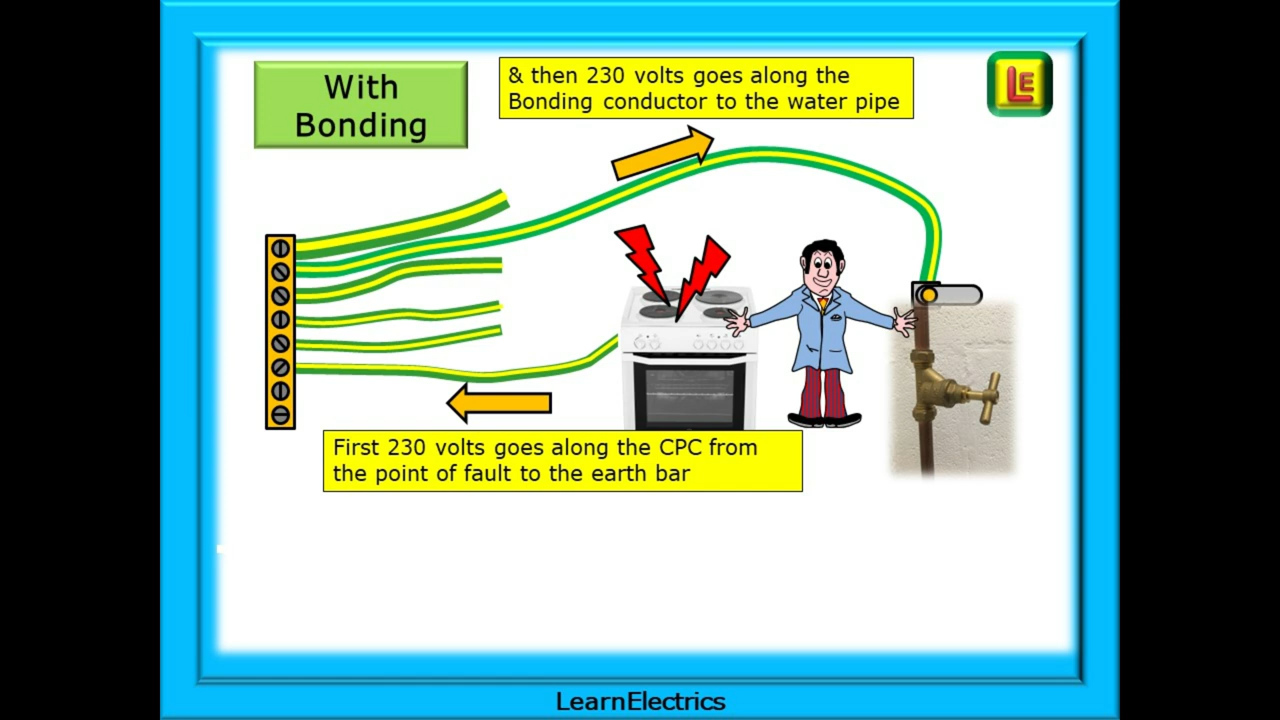 With
Bonding
& then 230 volts goes along the
Bonding conductor to the water pipe
LE
First 230 volts goes along the CPC from
the point of fault to the earth bar
LearnElectrics